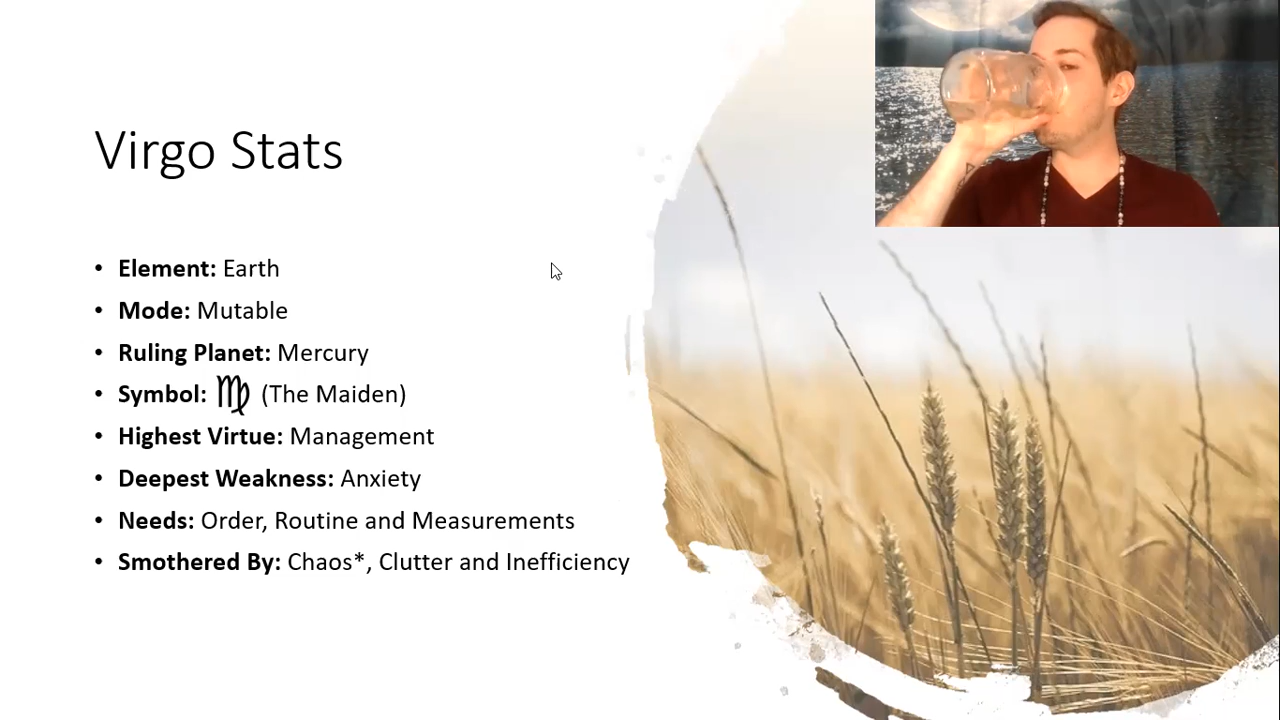 Virgo Stats
• Element: Earth
• Mode: Mutable
• Ruling Planet: Mercury
• Symbol: ♍ (The Maiden)
• Highest Virtue: Management
• Deepest Weakness: Anxiety
• Needs: Order, Routine and Measurements
• Smothered By: Chaos*, Clutter and Inefficiency